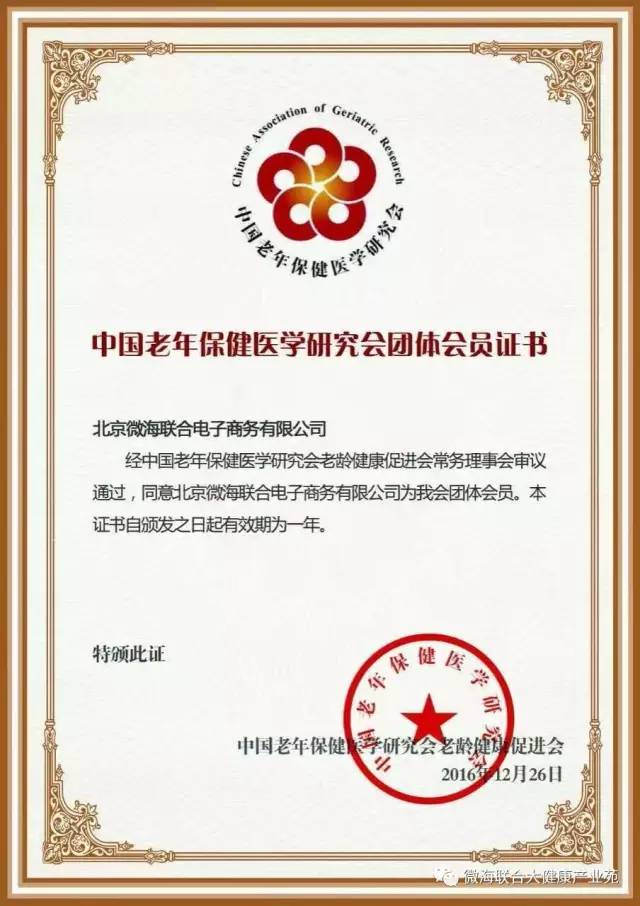 Chinese Association of Geriatric Research
中国老年保健医学研究会
中国老年保健医学研究会团体会员证书
北京微海联合电子商务有限公司
经中国老年保健医学研究会老龄健康促进会常务理事会审议
通过，同意北京微海联合电子商务有限公司为我会团体会员。本
证书自颁发之日起有效期为一年。
特颁此证
中国老年保健医学研究会
中国老年保健医学研究会老龄健康促进会
2016年12月26日
微海联合大健康产业苑